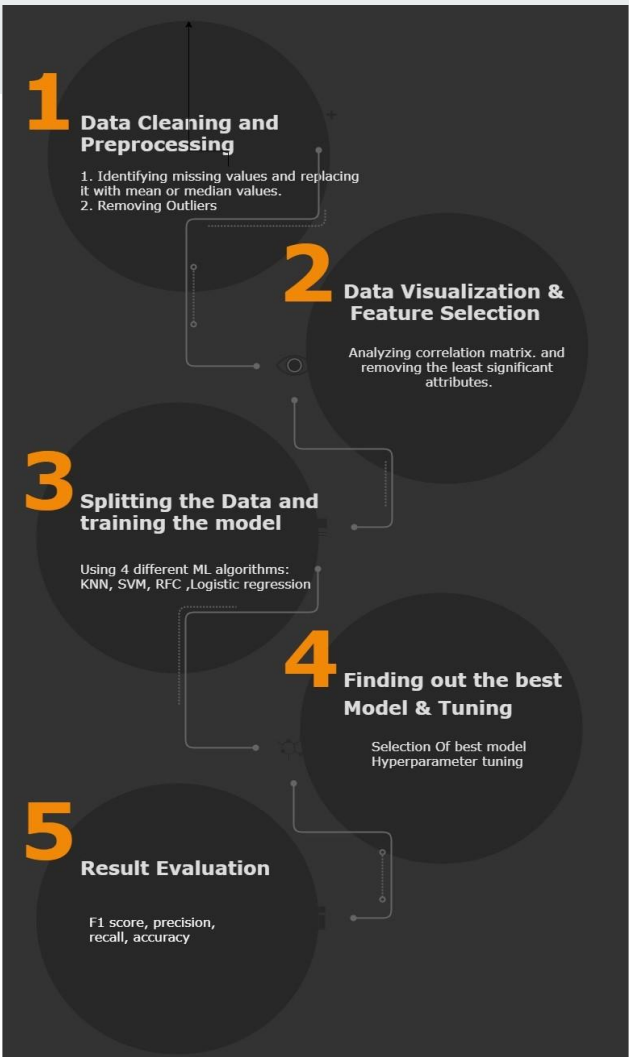 1
Data Cleaning and
Preprocessing
1. Identifying missing values and replacing
it with mean or median values.
2. Removing Outliers
2
Data Visualization &
Feature Selection
Analyzing correlation matrix. and
removing the least significant
attributes.
3
Splitting the Data and
training the model
Using 4 different ML algorithms:
KNN, SVM, RFC ,Logistic regression
4
Finding out the best
Model & Tuning
Selection Of best model
Hyperparameter tuning
5
Result Evaluation
F1 score, precision,
recall, accuracy